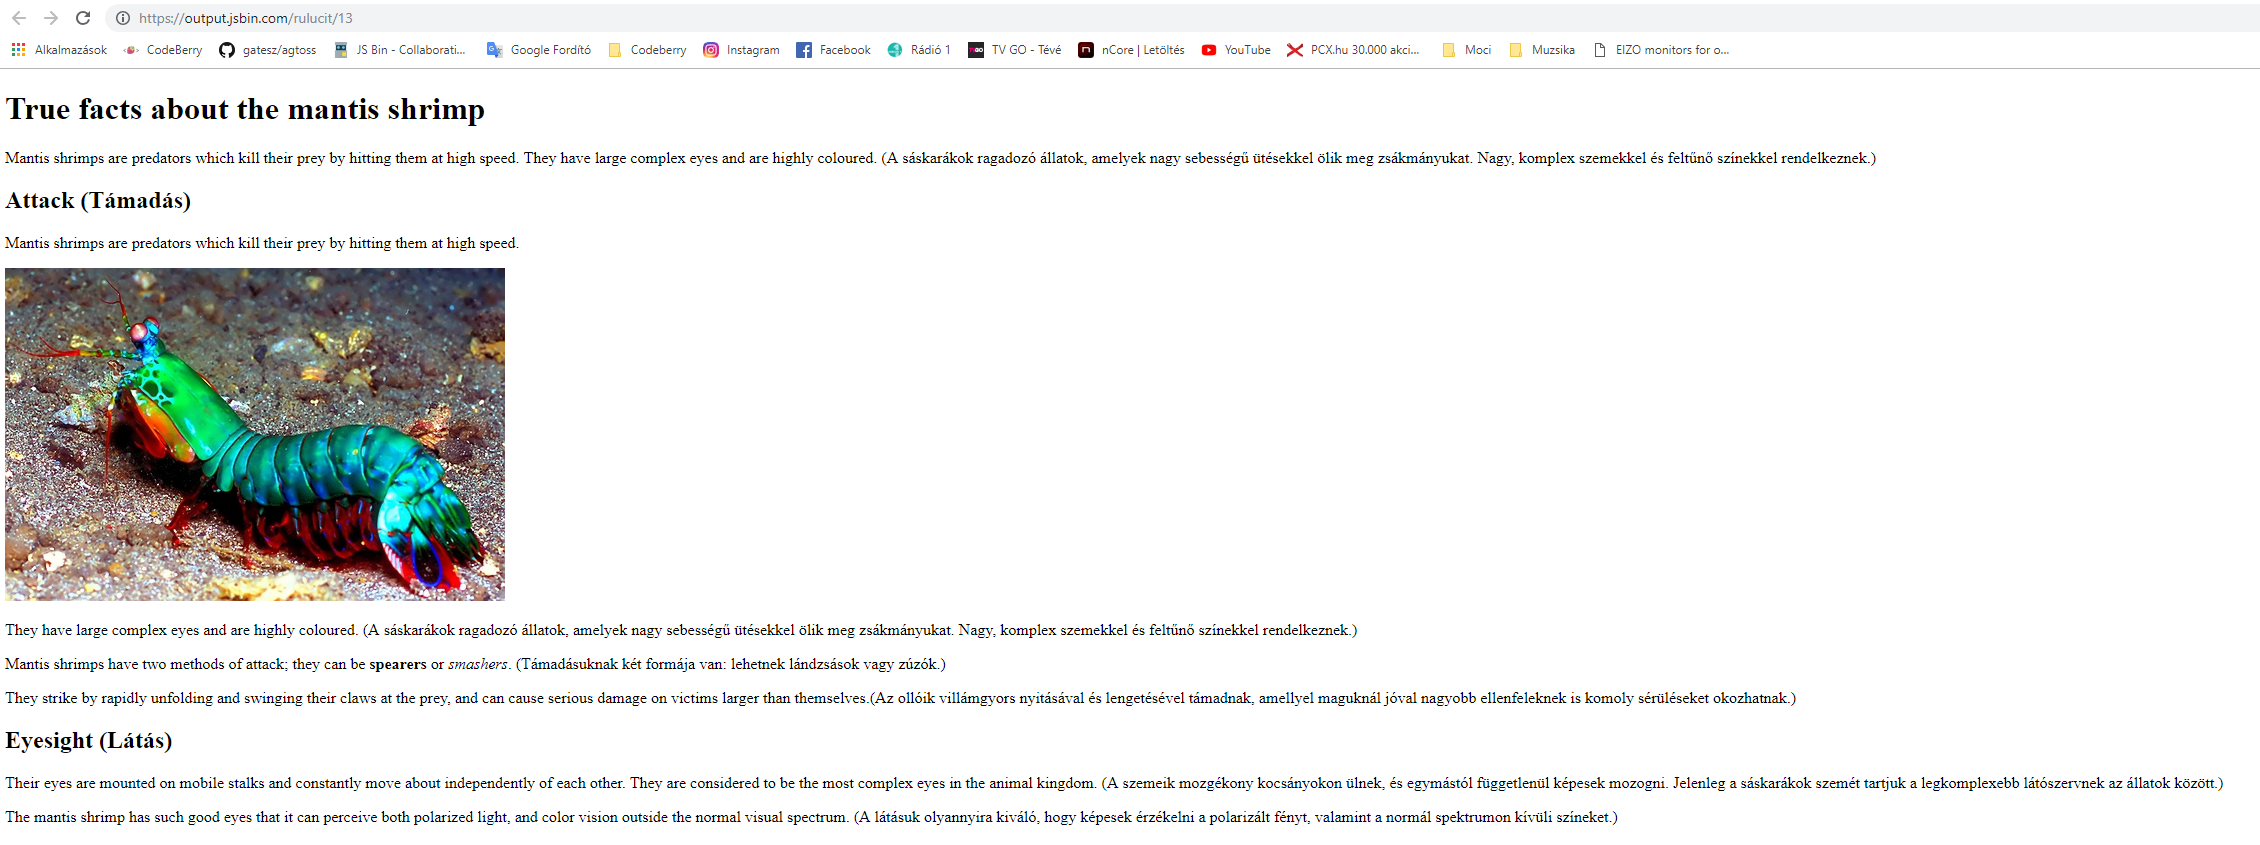 https://output.jsbin.com/rulucit/13
Alkalmazások CodeBerry gatesz/agtoss JS Bin - Collaborati... Google Fordító Codeberry Instagram Facebook Rádió 1 TV GO - Tévé nCore | Letöltés YouTube PCX.hu 30.000 akci... Moci Muzsika EIZO monitors for o...
True facts about the mantis shrimp
Mantis shrimps are predators which kill their prey by hitting them at high speed. They have large complex eyes and are highly coloured. (A sáskarákok ragadozó állatok, amelyek nagy sebességű ütésekkel ölik meg zsákmányukat. Nagy, komplex szemekkel és feltűnő színekkel rendelkeznek.)
Attack (Támadás)
Mantis shrimps are predators which kill their prey by hitting them at high speed.
They have large complex eyes and are highly coloured. (A sáskarákok ragadozó állatok, amelyek nagy sebességű ütésekkel ölik meg zsákmányukat. Nagy, komplex szemekkel és feltűnő színekkel rendelkeznek.)
Mantis shrimps have two methods of attack; they can be spearers or smashers. (Támadásuknak két formája van: lehetnek lándzsások vagy zúzók.)
They strike by rapidly unfolding and swinging their claws at the prey, and can cause serious damage on victims larger than themselves.(Az ollóik villámgyors nyitásával és lengetésével támadnak, amellyel maguknál jóval nagyobb ellenfeleknek is komoly sérüléseket okozhatnak.)
Eyesight (Látás)
Their eyes are mounted on mobile stalks and constantly move about independently of each other. They are considered to be the most complex eyes in the animal kingdom. (A szemeik mozgékony kocsányokon ülnek, és egymástól függetlenül képesek mozogni. Jelenleg a sáskarákok szemét tartjuk a legkomplexebb látószervnek az állatok között.)
The mantis shrimp has such good eyes that it can perceive both polarized light, and color vision outside the normal visual spectrum. (A látásuk olyannyira kiváló, hogy képesek érzékelni a polarizált fényt, valamint a normál spektrumon kívüli színeket.)